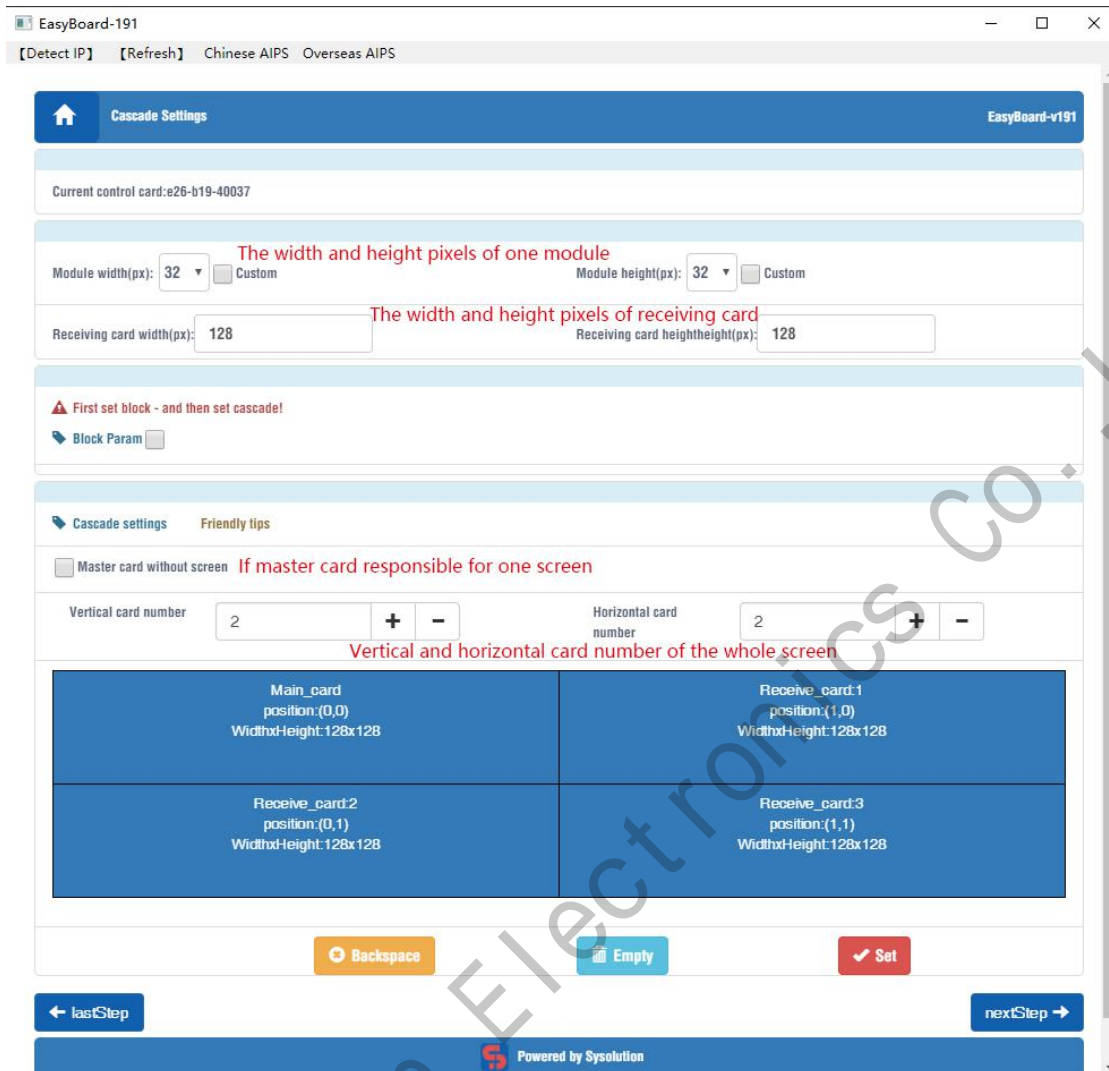 EasyBoard-191
【Detect IP】 【Refresh】 Chinese AIPS Overseas AIPS
Cascade Settings EasyBoard-v191
Current control card:e26-b19-40037
The width and height pixels of one module
Module width(px): 32 Custom Module height(px): 32 Custom
The width and height pixels of receiving card
Receiving card width(px): 128 Receiving card heightheight(px): 128
First set block - and then set cascade!
Block Param
Cascade settings Friendly tips
Master card without screen If master card responsible for one screen
Vertical card number 2 + − Horizontal card number 2 + −
Vertical and horizontal card number of the whole screen
Main_card Receive_card:1
position:(0,0) position:(1,0)
WidthxHeight:128x128 WidthxHeight:128x128
Receive_card:2 Receive_card:3
position:(0,1) position:(1,1)
WidthxHeight:128x128 WidthxHeight:128x128
Backspace Empty Set
lastStep nextStep
Powered by Sysolution
Electronics Co.,